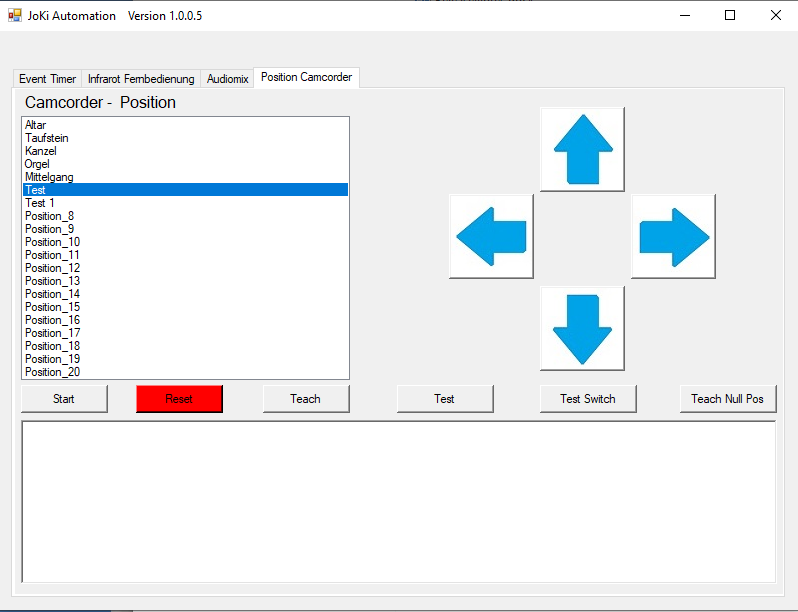 JoKi Automation Version 1.0.0.5
Event Timer Infrarot Fernbedienung Audiomix Position Camcorder
Camcorder - Position
Altar
Taufstein
Kanzel
Orgel
Mittelgang
Test
Test 1
Position_8
Position_9
Position_10
Position_11
Position_12
Position_13
Position_14
Position_15
Position_16
Position_17
Position_18
Position_19
Position_20
Start Reset Teach Test Test Switch Teach Null Pos